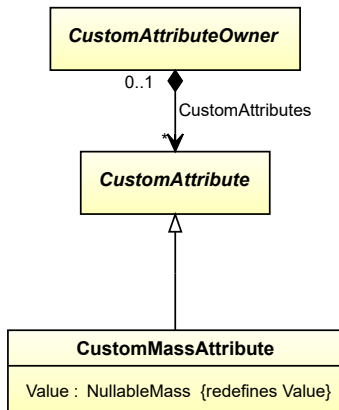 CustomAttributeOwner
0..1
CustomAttributes
*
CustomAttribute
CustomMassAttribute
Value : NullableMass {redefines Value}